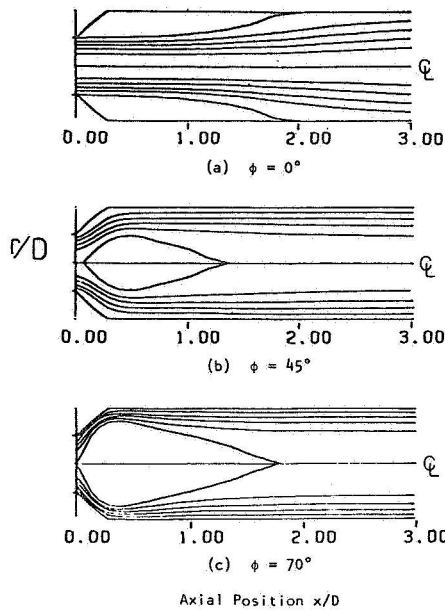 ℄
0.00 1.00 2.00 3.00
(a) φ = 0°
r/D
℄
0.00 1.00 2.00 3.00
(b) φ = 45°
℄
0.00 1.00 2.00 3.00
(c) φ = 70°
Axial Position x/D